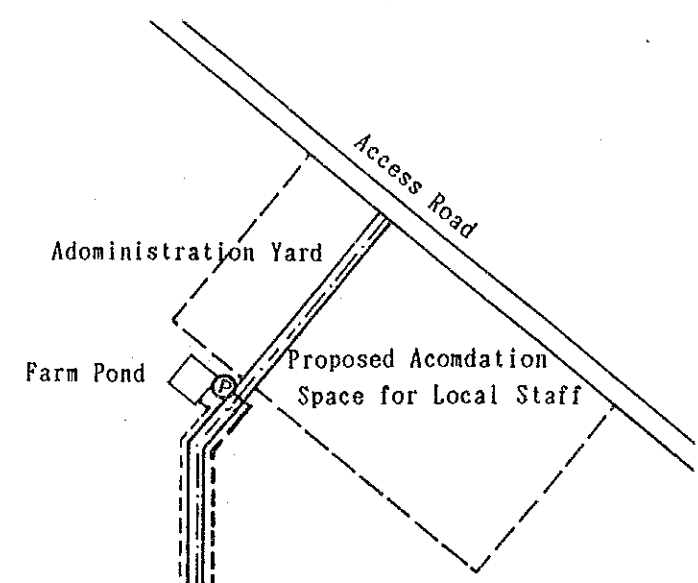 Access Road
Adoministration Yard
Farm Pond
P
Proposed Acomdation
Space for Local Staff